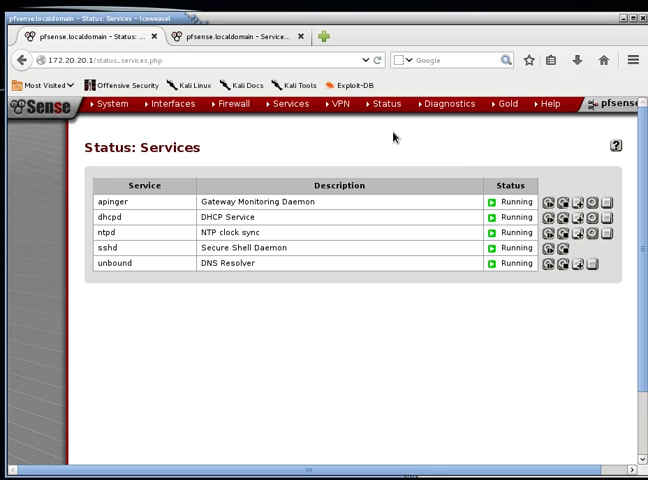 pfsense.localdomain - Status: Services - Iceweasel
pfsense.localdomain - Status: ... pfsense.localdomain - Service...
172.20.20.1/status_services.php Google
Most Visited Offensive Security Kali Linux Kali Docs Kali Tools Exploit-DB
Sense System Interfaces Firewall Services VPN Status Diagnostics Gold Help pfsense
Status: Services ?
Service Description Status
apinger Gateway Monitoring Daemon Running
dhcpd DHCP Service Running
ntpd NTP clock sync Running
sshd Secure Shell Daemon Running
unbound DNS Resolver Running